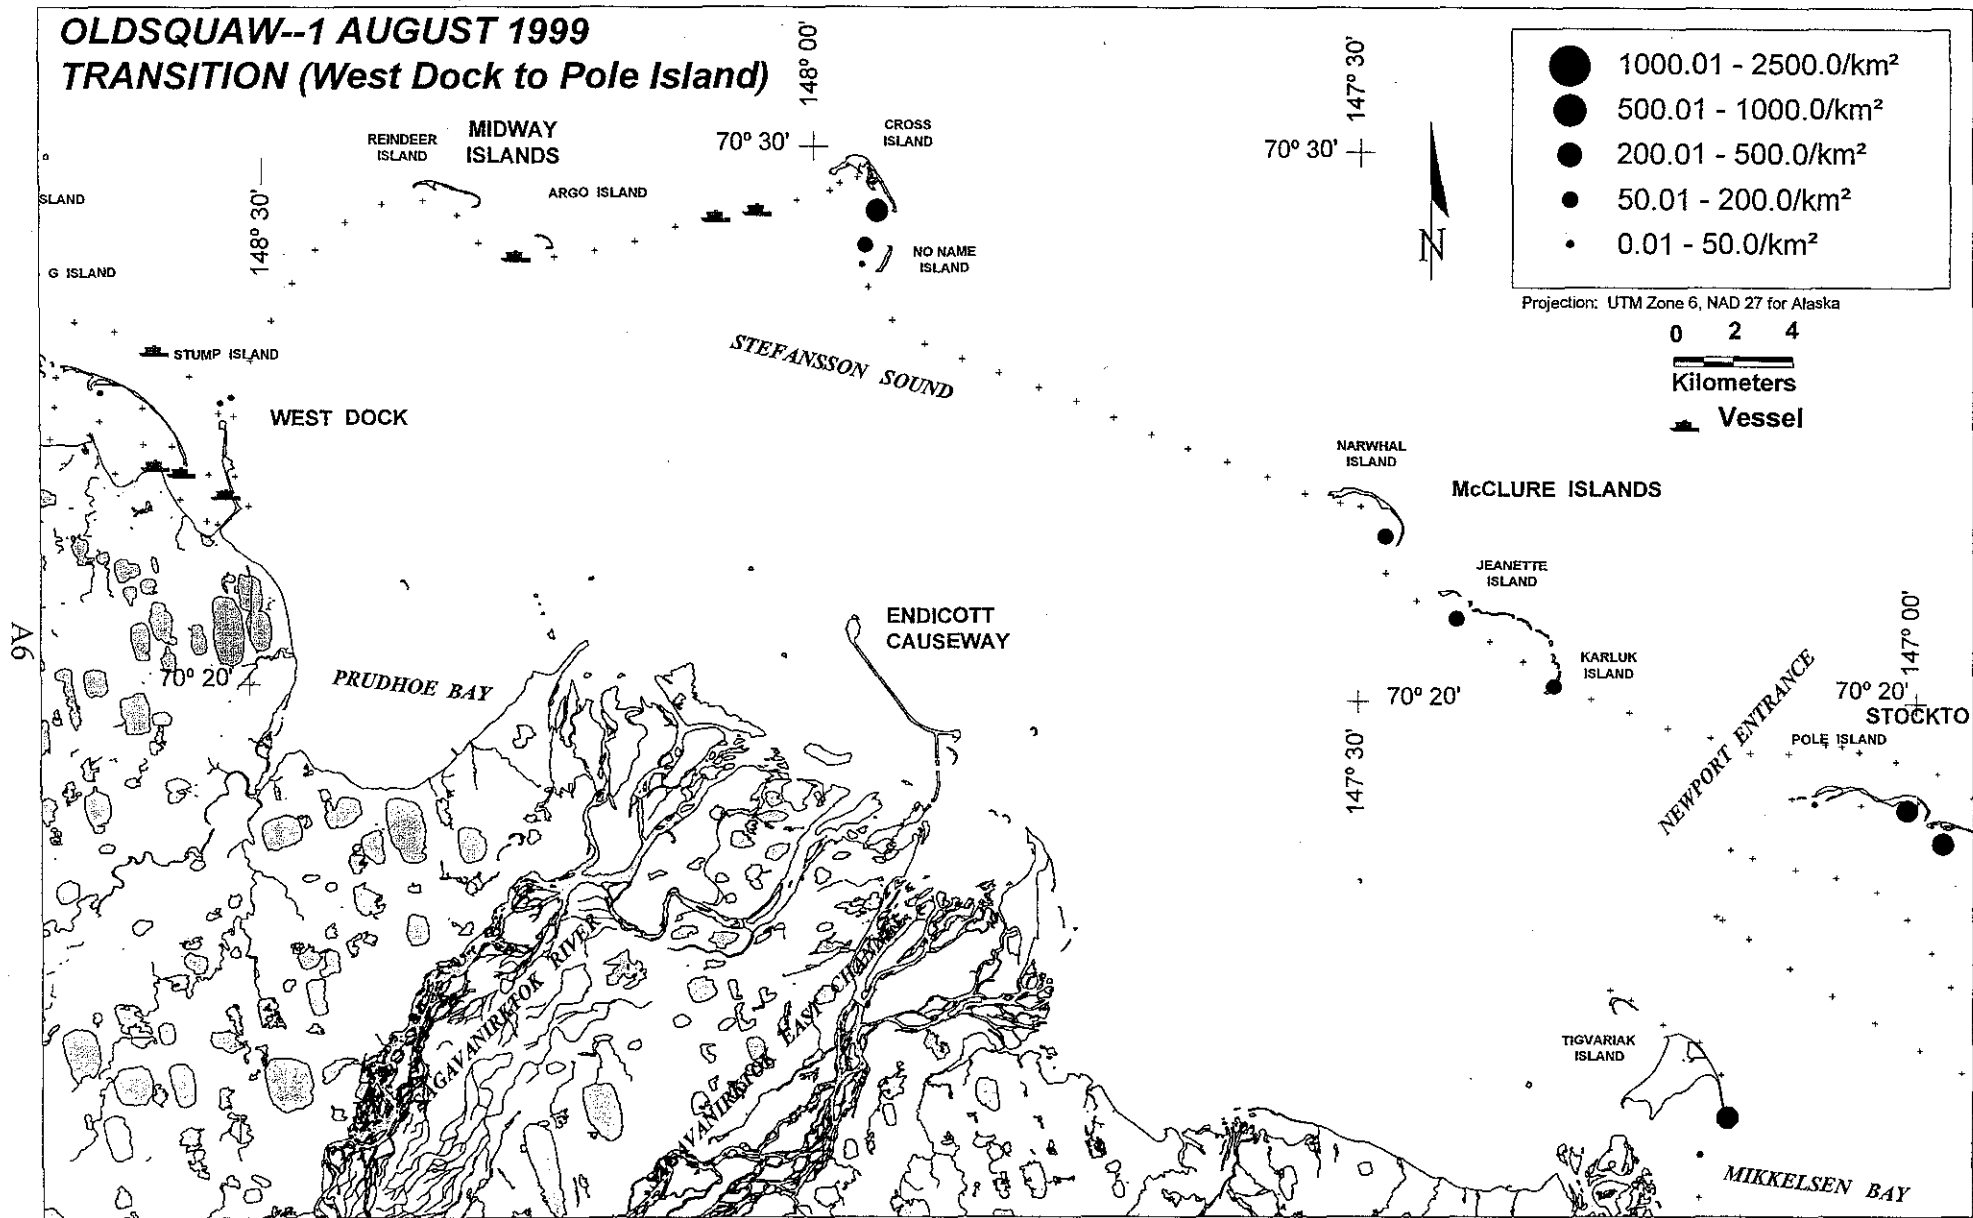 OLDSQUAW--1 AUGUST 1999
TRANSITION (West Dock to Pole Island)
148° 00'
147° 30'
1000.01 - 2500.0/km²
500.01 - 1000.0/km²
200.01 - 500.0/km²
50.01 - 200.0/km²
0.01 - 50.0/km²
Projection: UTM Zone 6, NAD 27 for Alaska
0 2 4
Kilometers
Vessel
N
REINDEER
ISLAND
MIDWAY
ISLANDS
ARGO ISLAND
70° 30'
CROSS
ISLAND
70° 30'
SLAND
148° 30'
G ISLAND
NO NAME
ISLAND
STUMP ISLAND
STEFANSSON SOUND
WEST DOCK
NARWHAL
ISLAND
McCLURE ISLANDS
JEANETTE
ISLAND
ENDICOTT
CAUSEWAY
147° 00'
A6
70° 20'
PRUDHOE BAY
KARLUK
ISLAND
70° 20'
70° 20'
STOCKTO
147° 30'
NEWPORT ENTRANCE
POLE ISLAND
AGAVANIRKTOK RIVER
AGAVANIRKTOK EAST CHANNEL
TIGVARIAK
ISLAND
MIKKELSEN BAY